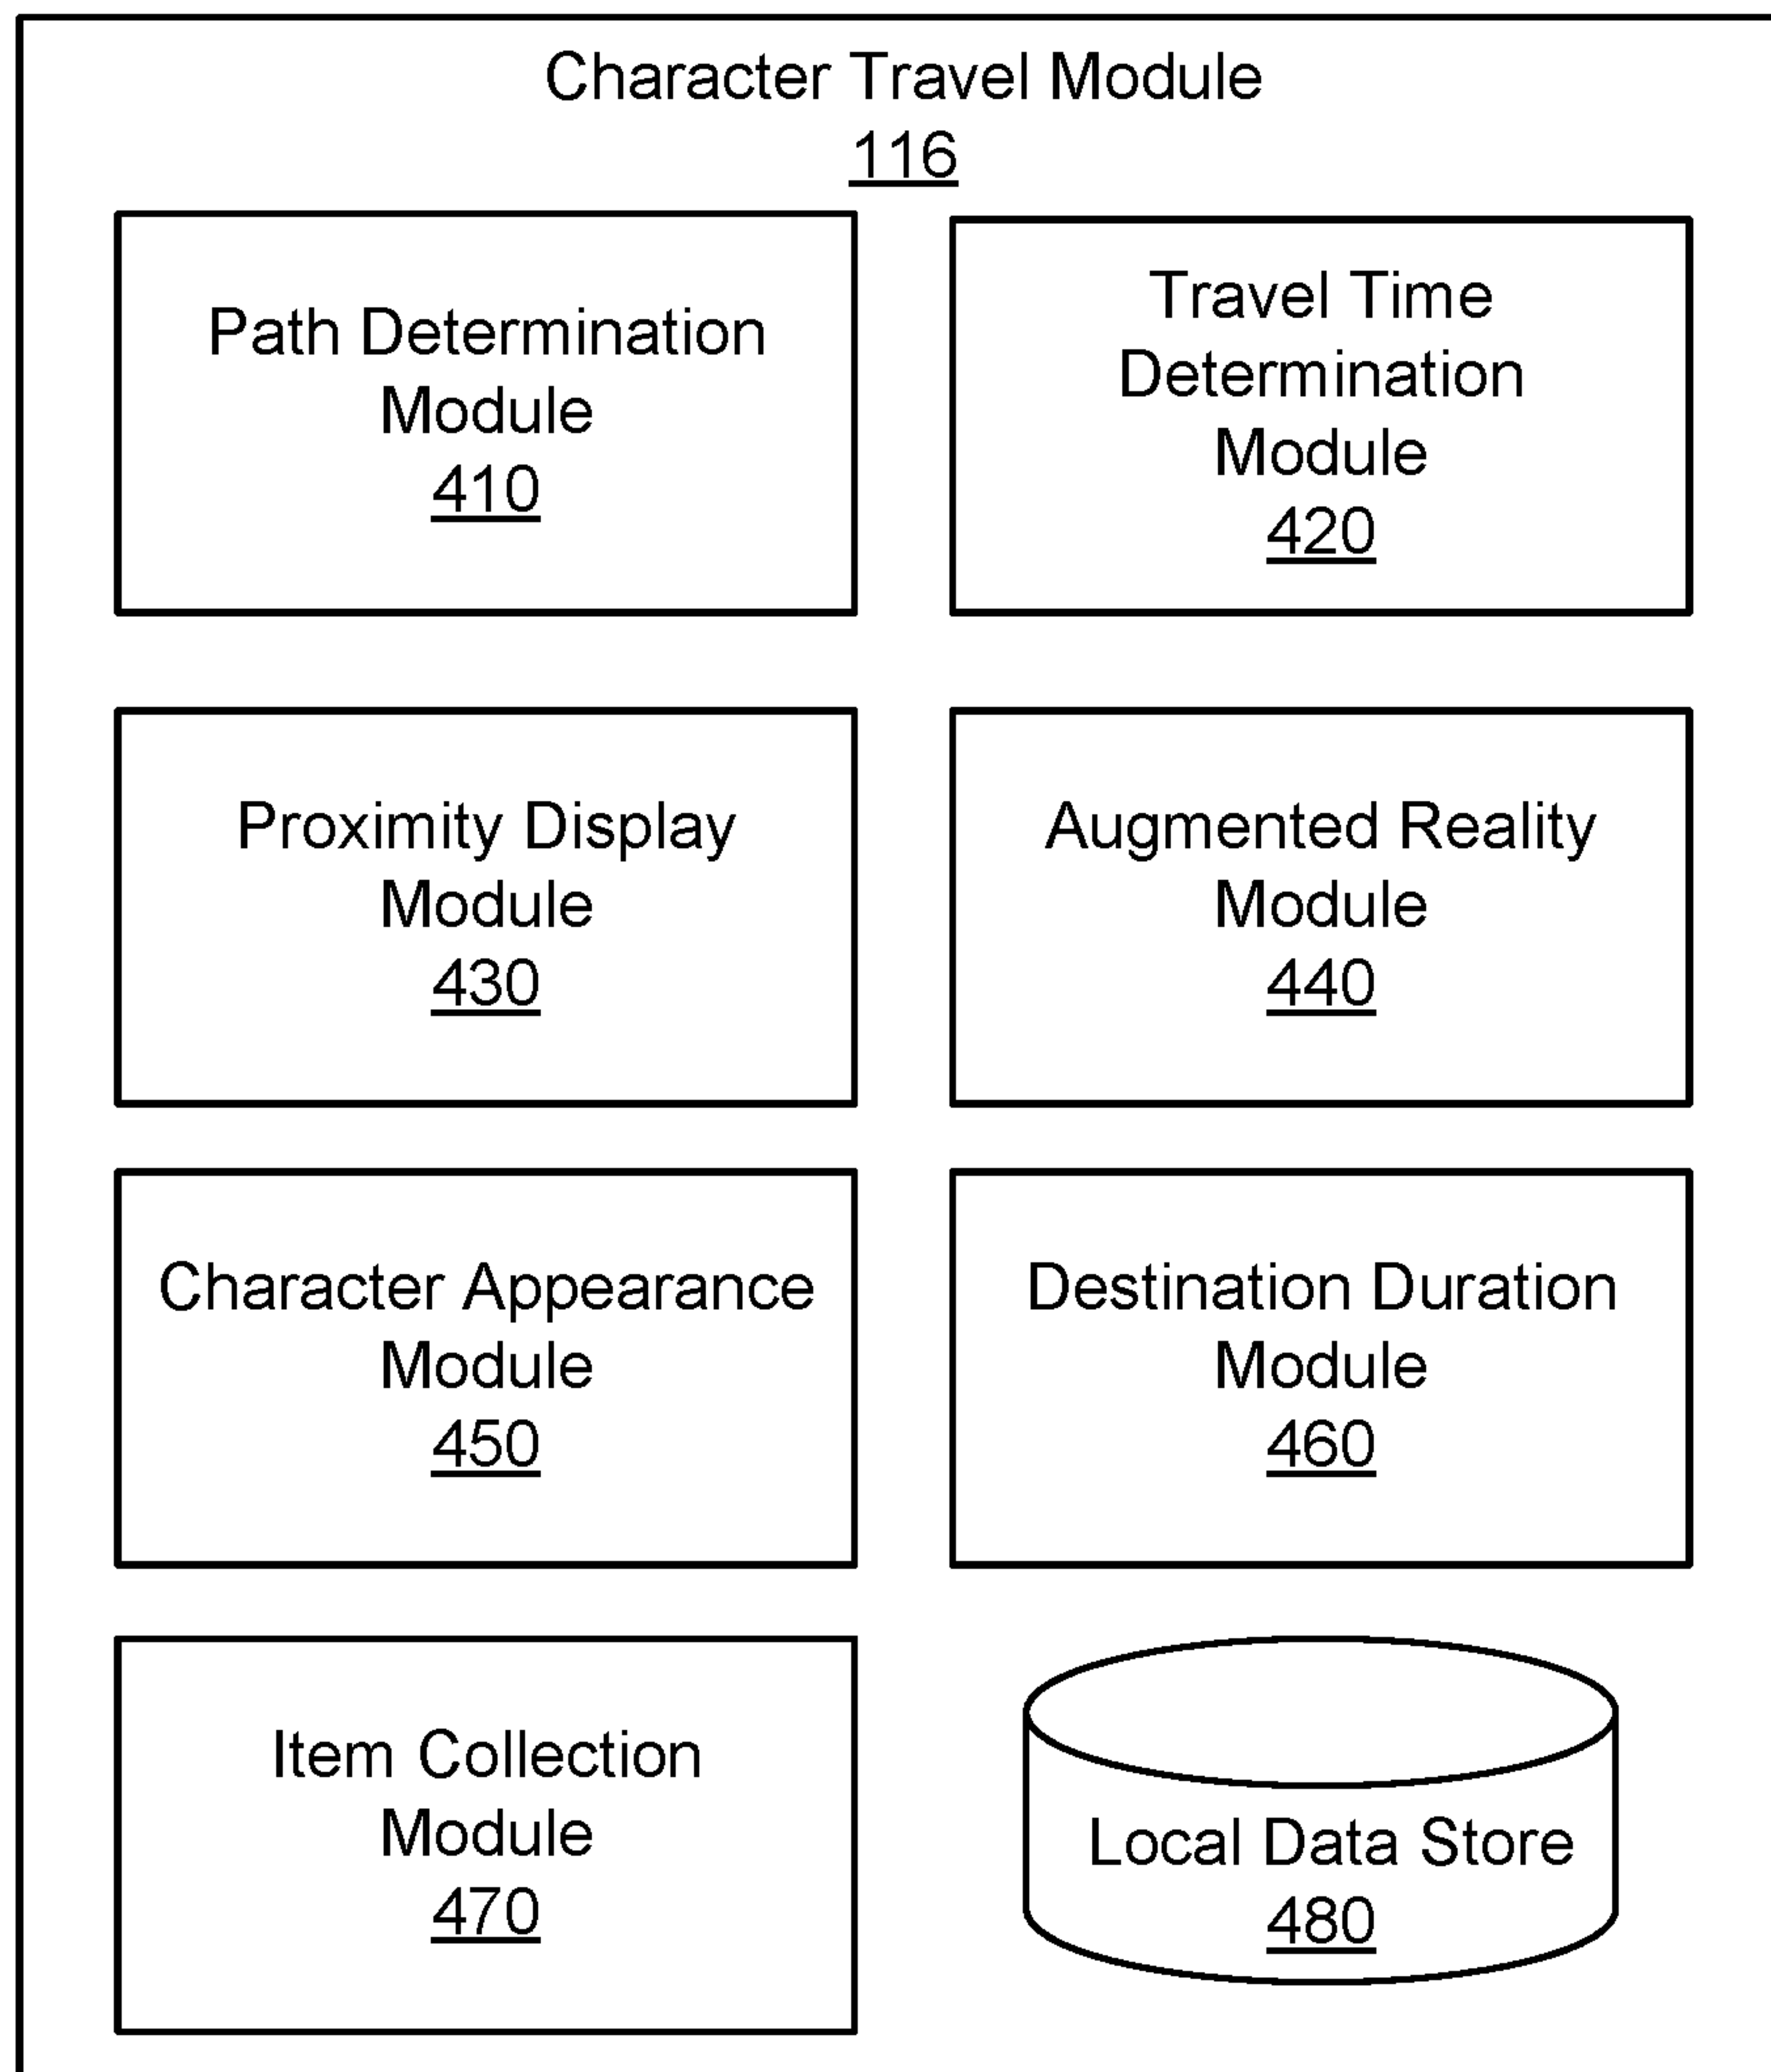 Character Travel Module
116
Path Determination
Module
410
Travel Time
Determination
Module
420
Proximity Display
Module
430
Augmented Reality
Module
440
Character Appearance
Module
450
Destination Duration
Module
460
Item Collection
Module
470
Local Data Store
480